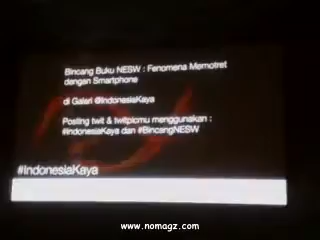 Bincang Buku NESW : Fenomena Memotret
dengan Smartphone
di Galeri @IndonesiaKaya
Posting twit & twitpicmu menggunakan :
#IndonesiaKaya dan #BincangNESW
#IndonesiaKaya
www.nomagz.com